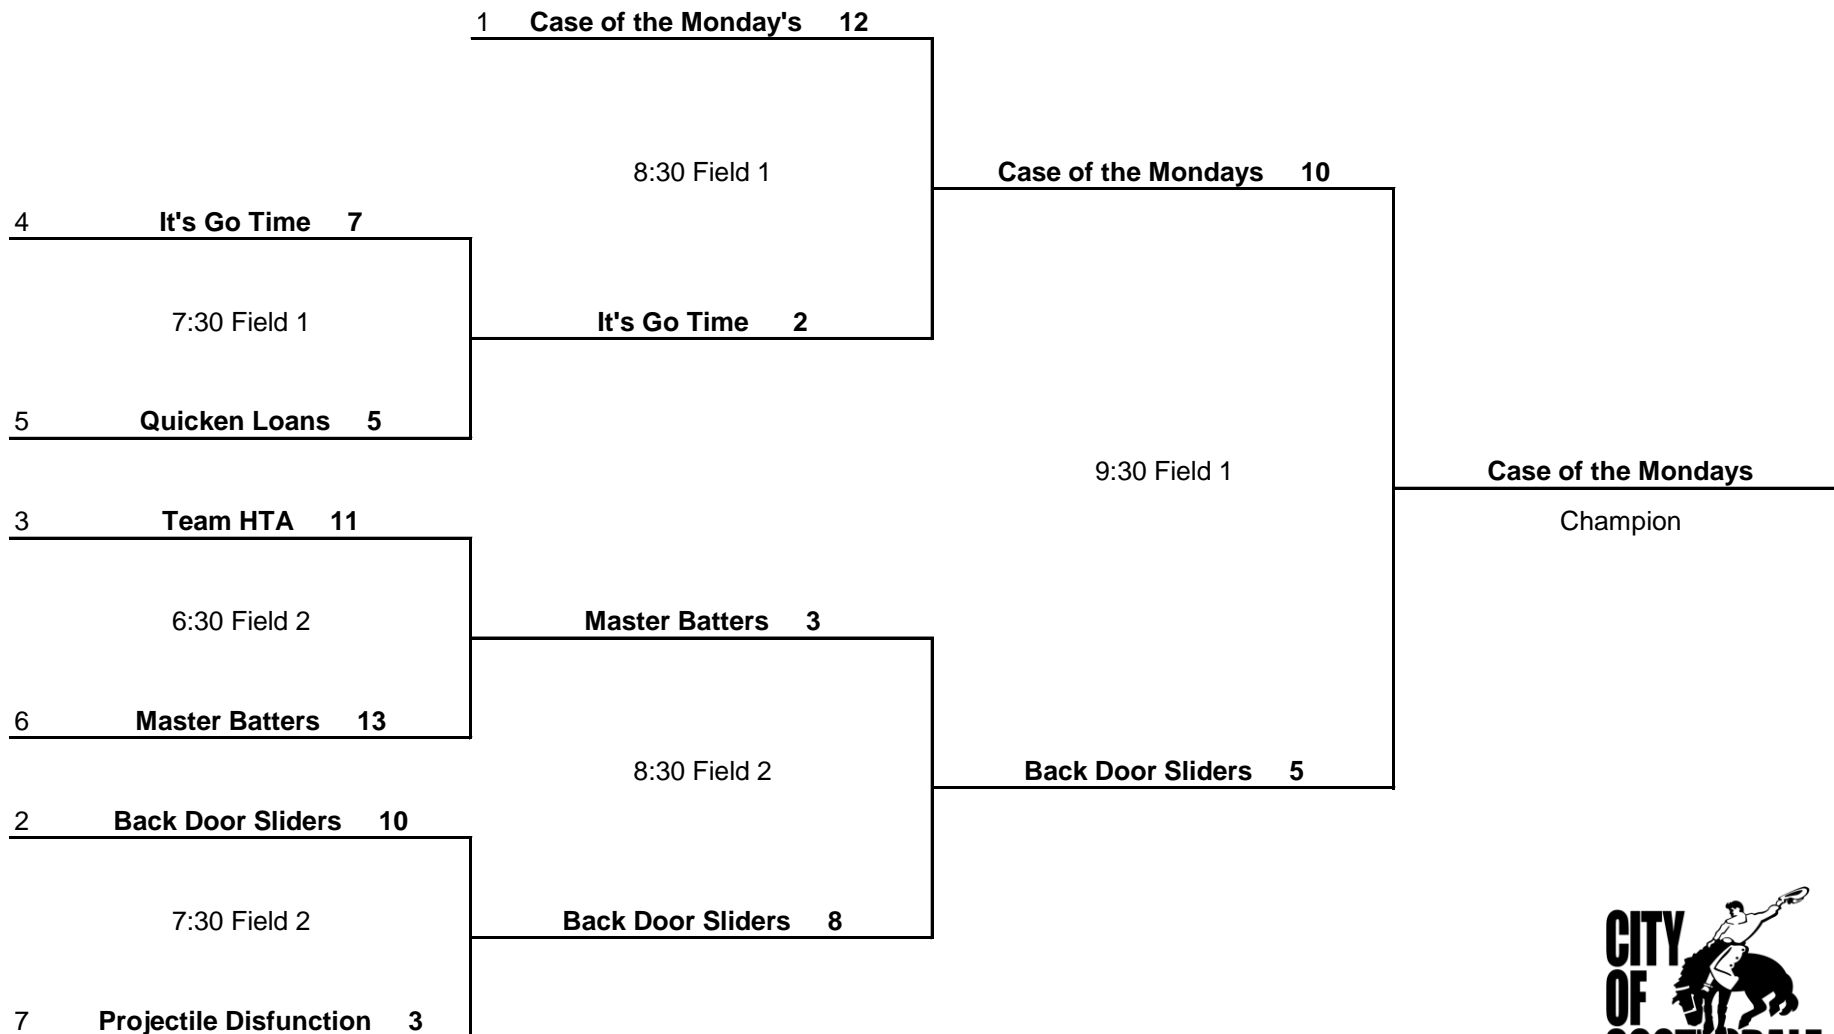 1 Case of the Monday's 12
8:30 Field 1
Case of the Mondays 10
4 It's Go Time 7
7:30 Field 1
It's Go Time 2
5 Quicken Loans 5
9:30 Field 1
Case of the Mondays
3 Team HTA 11
Champion
6:30 Field 2
Master Batters 3
6 Master Batters 13
8:30 Field 2
Back Door Sliders 5
2 Back Door Sliders 10
7:30 Field 2
Back Door Sliders 8
7 Projectile Disfunction 3
CITY
OF